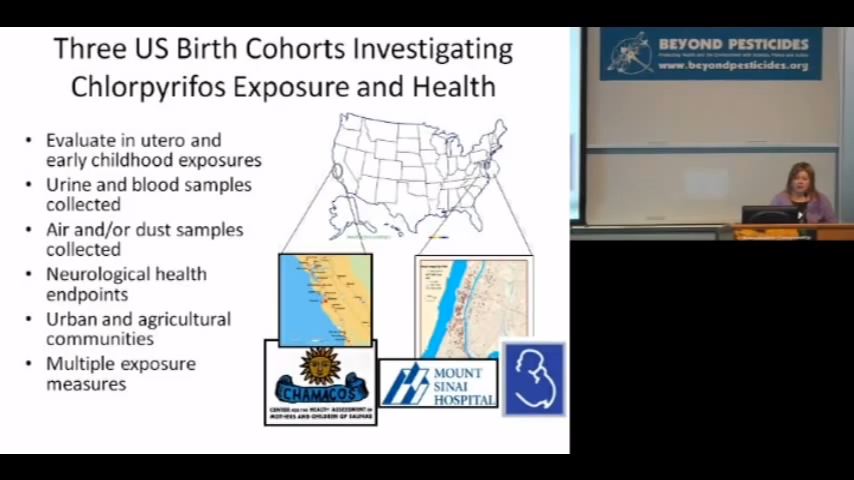 Three US Birth Cohorts Investigating
Chlorpyrifos Exposure and Health
• Evaluate in utero and
early childhood exposures
• Urine and blood samples
collected
• Air and/or dust samples
collected
• Neurological health
endpoints
• Urban and agricultural
communities
• Multiple exposure
measures
CHAMACOS
CENTER FOR THE HEALTH ASSESSMENT OF
MOTHERS AND CHILDREN OF SALINAS
MOUNT
SINAI
HOSPITAL
BEYOND PESTICIDES
www.beyondpesticides.org